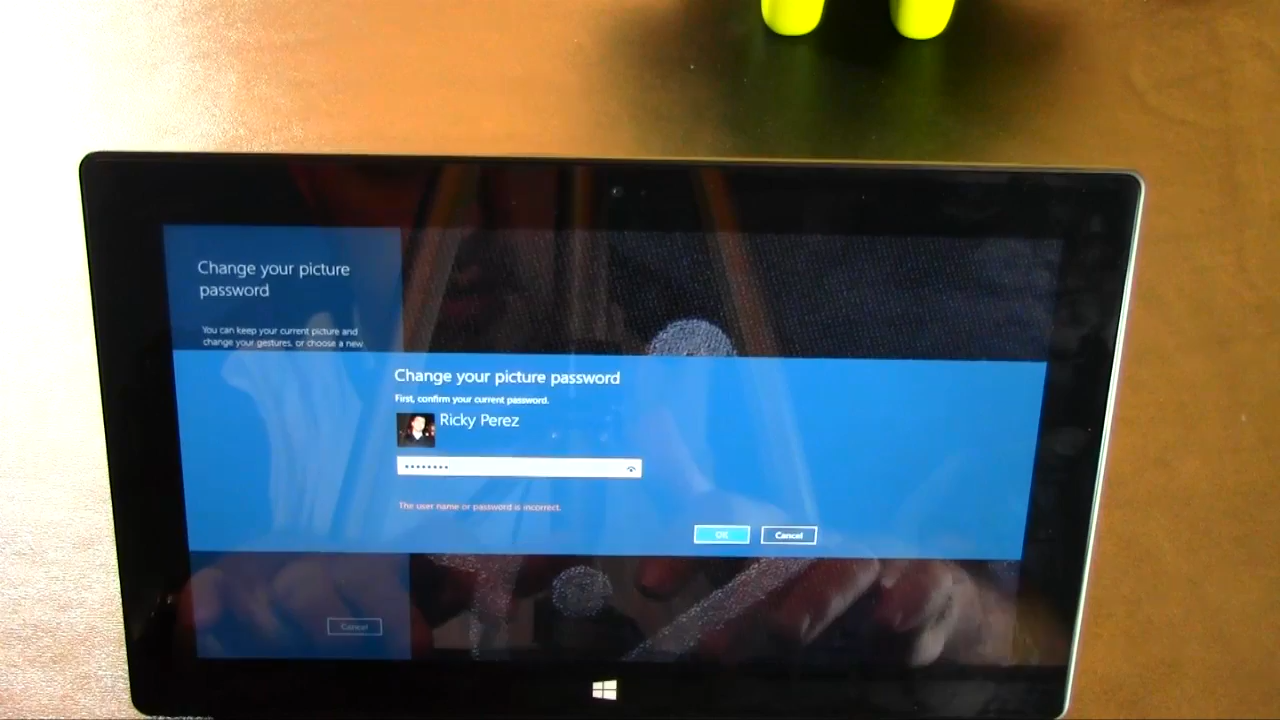 Change your picture
password
You can keep your current picture and
change your gestures, or choose a new
Change your picture password
First, confirm your current password.
Ricky Perez
••••••••
The user name or password is incorrect.
OK
Cancel
Cancel